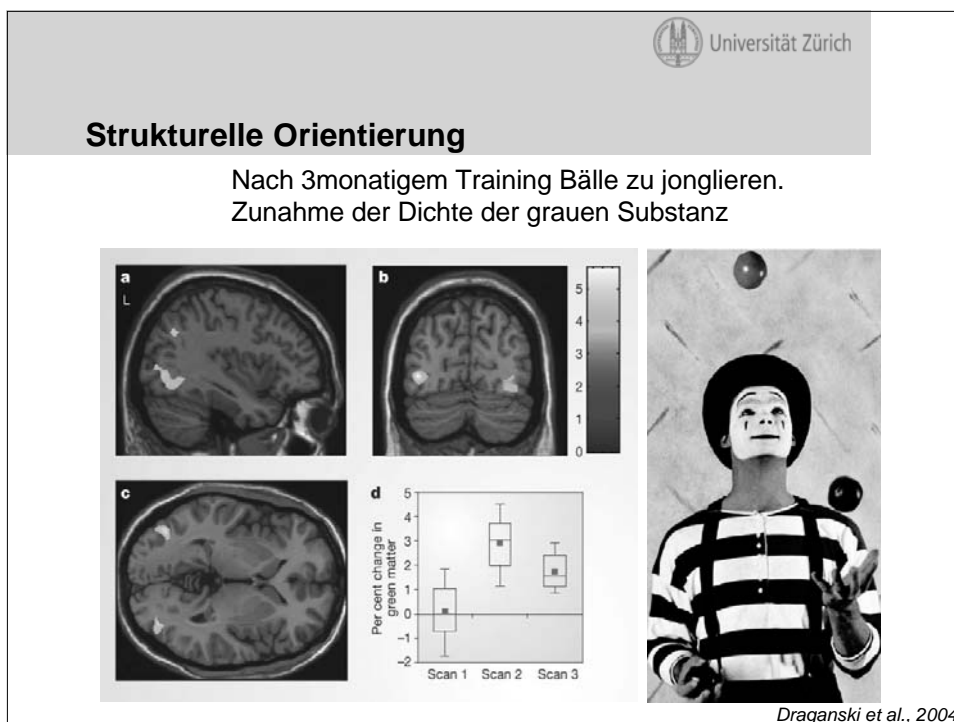 Universität Zürich
Strukturelle Orientierung
Nach 3monatigem Training Bälle zu jonglieren.
Zunahme der Dichte der grauen Substanz
a
L
b
5
4
3
2
1
0
c
d
Per cent change in
green matter
5
4
3
2
1
0
–1
–2
Scan 1 Scan 2 Scan 3
Draganski et al., 2004